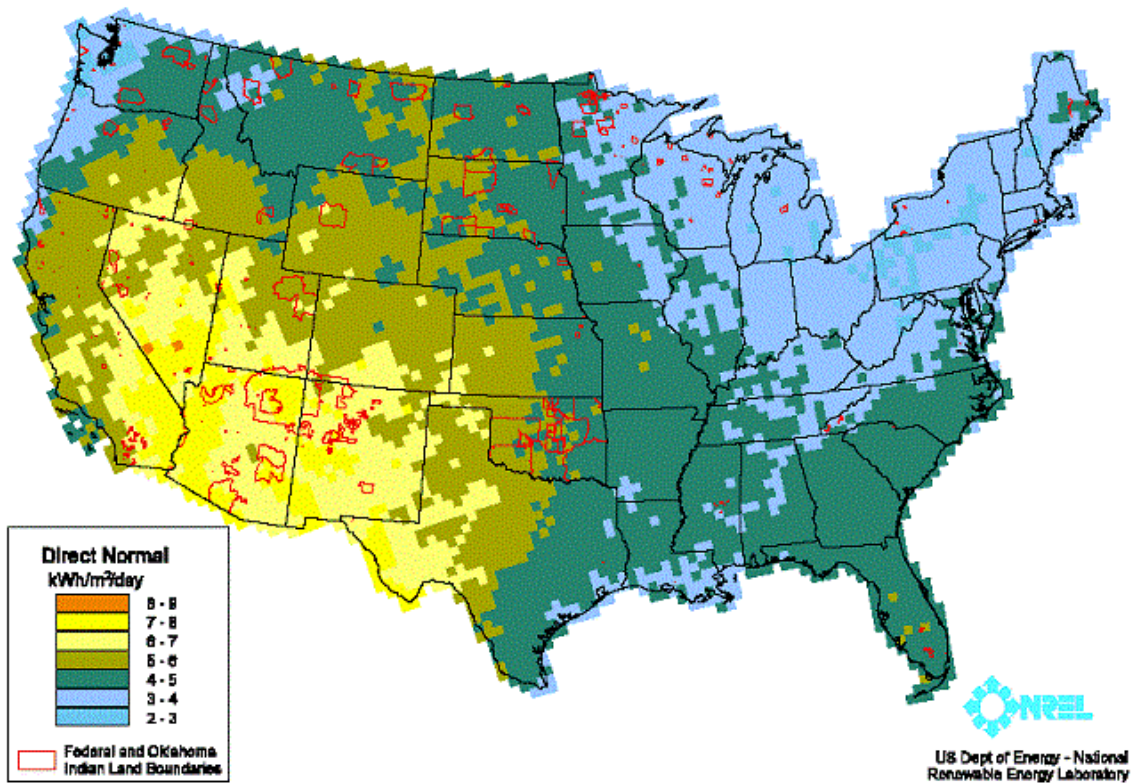 Direct Normal
kWh/m²/day
8 - 9
7 - 8
6 - 7
5 - 6
4 - 5
3 - 4
2 - 3
Federal and Oklahoma
Indian Land Boundaries
NREL
US Dept of Energy - National
Renewable Energy Laboratory